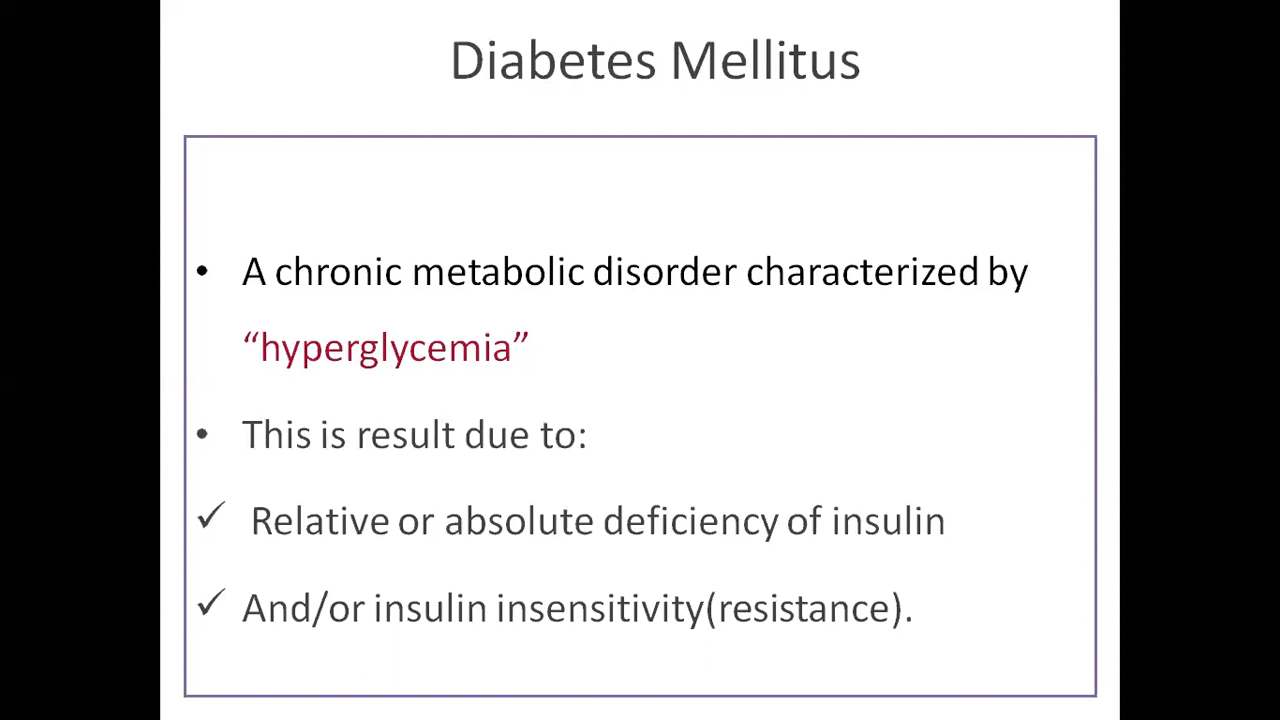 Diabetes Mellitus
• A chronic metabolic disorder characterized by
“hyperglycemia”
• This is result due to:
✓ Relative or absolute deficiency of insulin
✓ And/or insulin insensitivity(resistance).